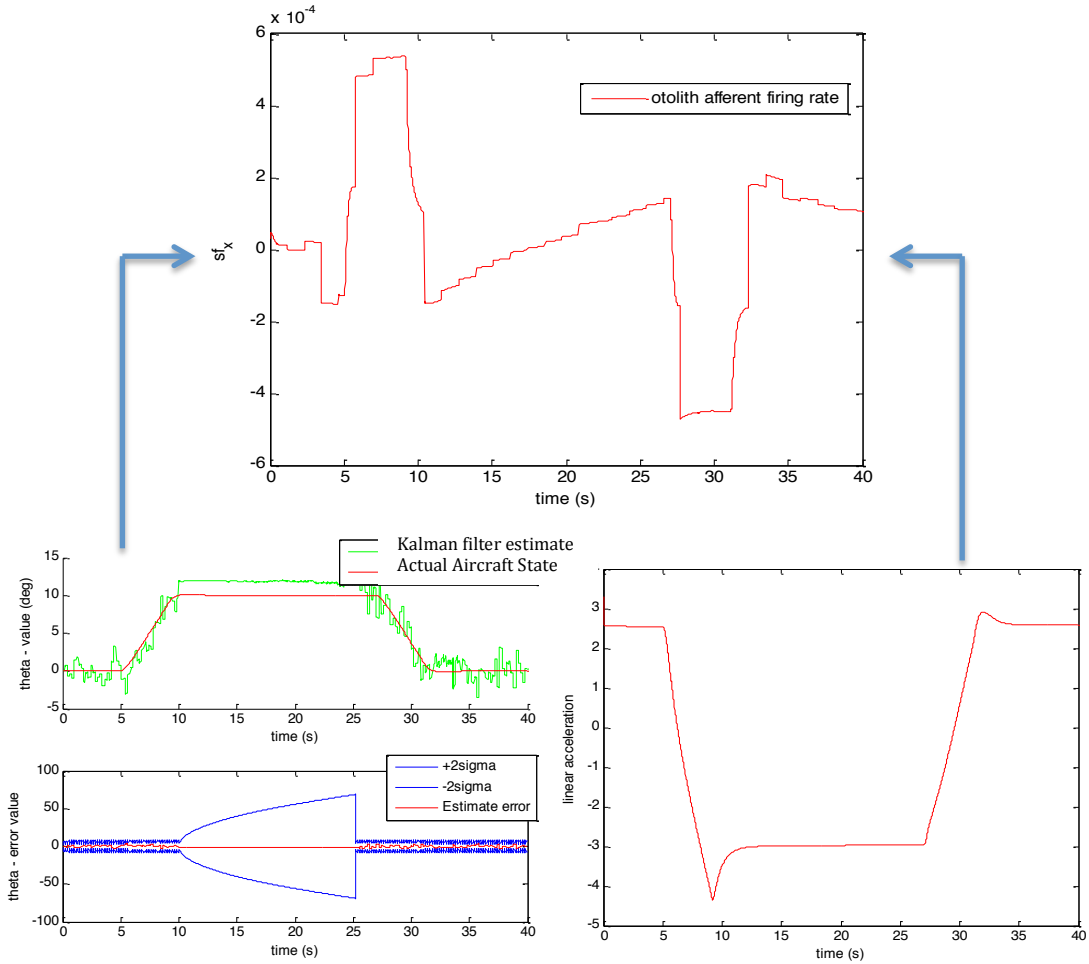 x 10⁻⁴
6
4
2
0
-2
-4
-6
sfₓ
otolith afferent firing rate
0 5 10 15 20 25 30 35 40
time (s)
15
10
5
0
-5
theta - value (deg)
Kalman filter estimate
Actual Aircraft State
0 5 10 15 20 25 30 35 40
time (s)
100
50
0
-50
-100
theta - error value
+2sigma
-2sigma
Estimate error
0 5 10 15 20 25 30 35 40
time (s)
4
3
2
1
0
-1
-2
-3
-4
-5
linear acceleration
0 5 10 15 20 25 30 35 40
time (s)